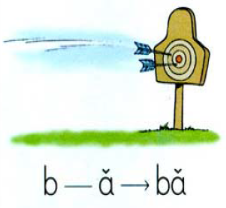 b — ǎ → bǎ